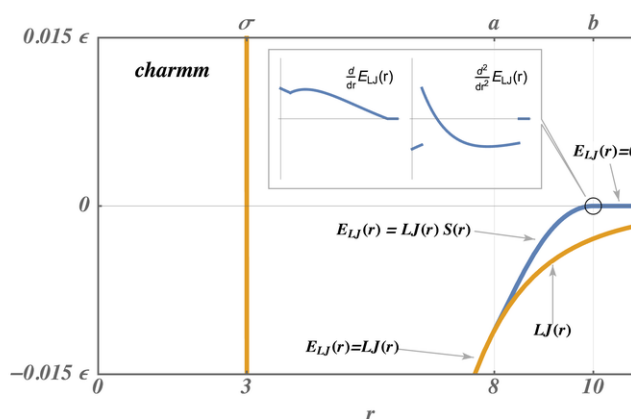 σ a b
0.015 ϵ
charmm
d/dr E_LJ(r)
d²/dr² E_LJ(r)
E_LJ(r)=
0
E_LJ(r) = LJ(r) S(r)
LJ(r)
E_LJ(r)=LJ(r)
−0.015 ϵ
0 3 8 10
r